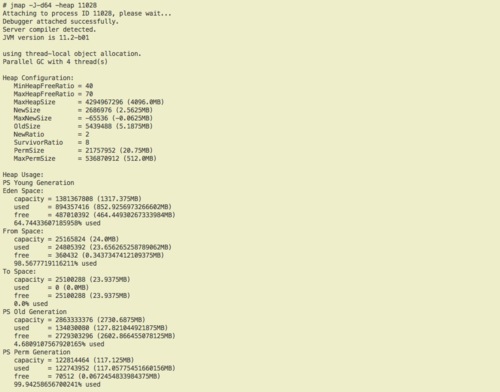 # jmap -J-d64 -heap 11028
Attaching to process ID 11028, please wait...
Debugger attached successfully.
Server compiler detected.
JVM version is 11.2-b01
using thread-local object allocation.
Parallel GC with 4 thread(s)
Heap Configuration:
MinHeapFreeRatio = 40
MaxHeapFreeRatio = 70
MaxHeapSize = 4294967296 (4096.0MB)
NewSize = 2686976 (2.5625MB)
MaxNewSize = -65536 (-0.0625MB)
OldSize = 5439488 (5.1875MB)
NewRatio = 2
SurvivorRatio = 8
PermSize = 21757952 (20.75MB)
MaxPermSize = 536870912 (512.0MB)
Heap Usage:
PS Young Generation
Eden Space:
capacity = 1381367808 (1317.375MB)
used = 894357416 (852.9256973266602MB)
free = 487010392 (464.44930267333984MB)
64.74433607185958% used
From Space:
capacity = 25165824 (24.0MB)
used = 24805392 (23.656265258789062MB)
free = 360432 (0.3437347412109375MB)
98.5677719116211% used
To Space:
capacity = 25100288 (23.9375MB)
used = 0 (0.0MB)
free = 25100288 (23.9375MB)
0.0% used
PS Old Generation
capacity = 2863333376 (2730.6875MB)
used = 134030080 (127.821044921875MB)
free = 2729303296 (2602.866455078125MB)
4.680910756792016​5% used
PS Perm Generation
capacity = 122814464 (117.125MB)
used = 122743952 (117.05775451660156MB)
free = 70512 (0.0672454833984375MB)
99.94258656700241% used